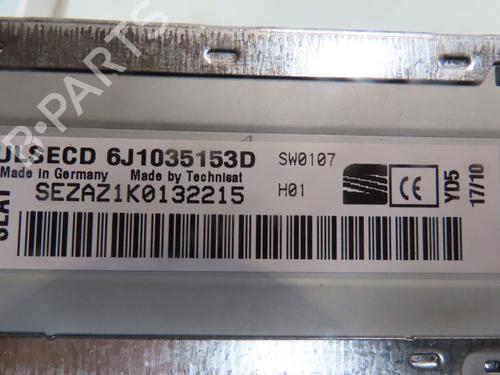 ULSECD 6J1035153D SW0107
Made in Germany Made by Technisat
SEZAZ1K0132215 H01
SEAT
CE
YD5
17/10
B-PARTS